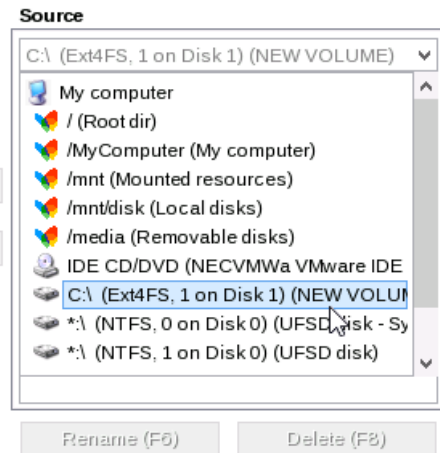 Source
C:\ (Ext4FS, 1 on Disk 1) (NEW VOLUME)
My computer
/ (Root dir)
/MyComputer (My computer)
/mnt (Mounted resources)
/mnt/disk (Local disks)
/media (Removable disks)
IDE CD/DVD (NECVMWa VMware IDE
C:\ (Ext4FS, 1 on Disk 1) (NEW VOLUM
*:\ (NTFS, 0 on Disk 0) (UFSD disk - Sy
*:\ (NTFS, 1 on Disk 0) (UFSD disk)
Rename (F6) Delete (F8)